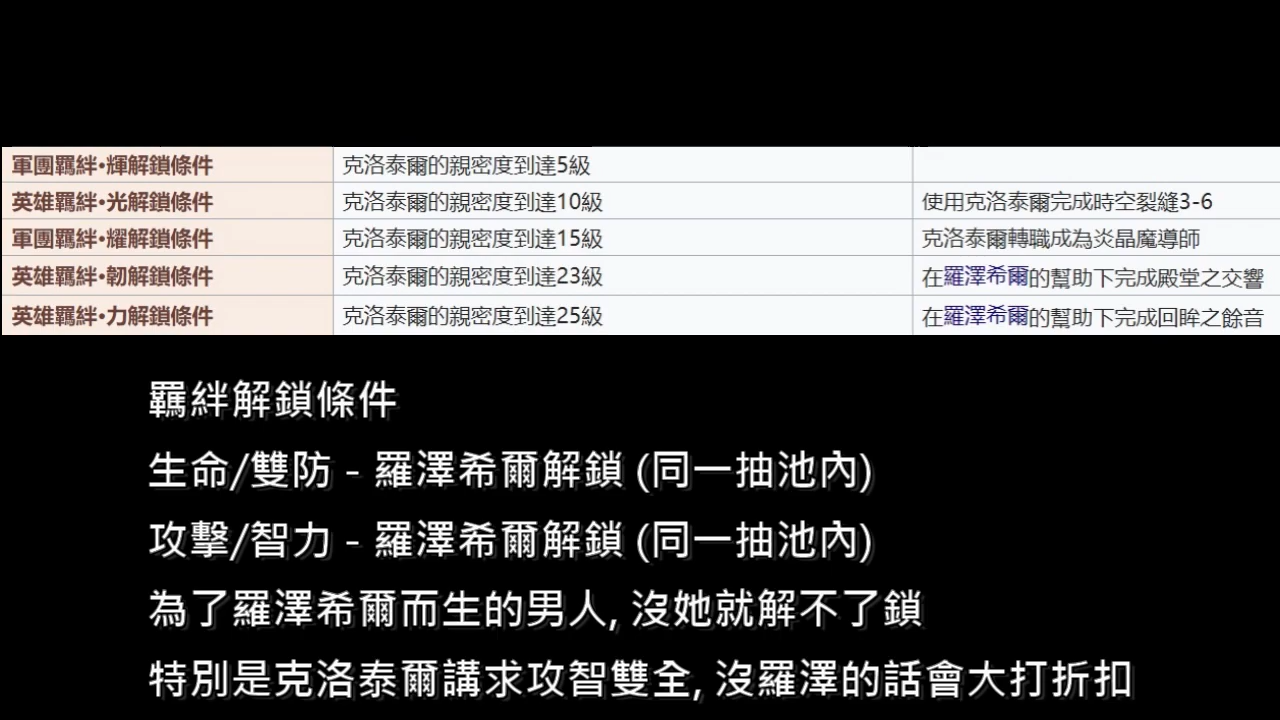 軍團羈絆•輝解鎖條件 克洛泰爾的親密度到達5級
英雄羈絆•光解鎖條件 克洛泰爾的親密度到達10級 使用克洛泰爾完成時空裂縫3-6
軍團羈絆•耀解鎖條件 克洛泰爾的親密度到達15級 克洛泰爾轉職成為炎晶魔導師
英雄羈絆•韌解鎖條件 克洛泰爾的親密度到達23級 在羅澤希爾的幫助下完成殿堂之交響
英雄羈絆•力解鎖條件 克洛泰爾的親密度到達25級 在羅澤希爾的幫助下完成回眸之餘音
羈絆解鎖條件
生命/雙防 - 羅澤希爾解鎖 (同一抽池內)
攻擊/智力 - 羅澤希爾解鎖 (同一抽池內)
為了羅澤希爾而生的男人, 沒她就解不了鎖
特別是克洛泰爾講求攻智雙全, 沒羅澤的話會大打折扣